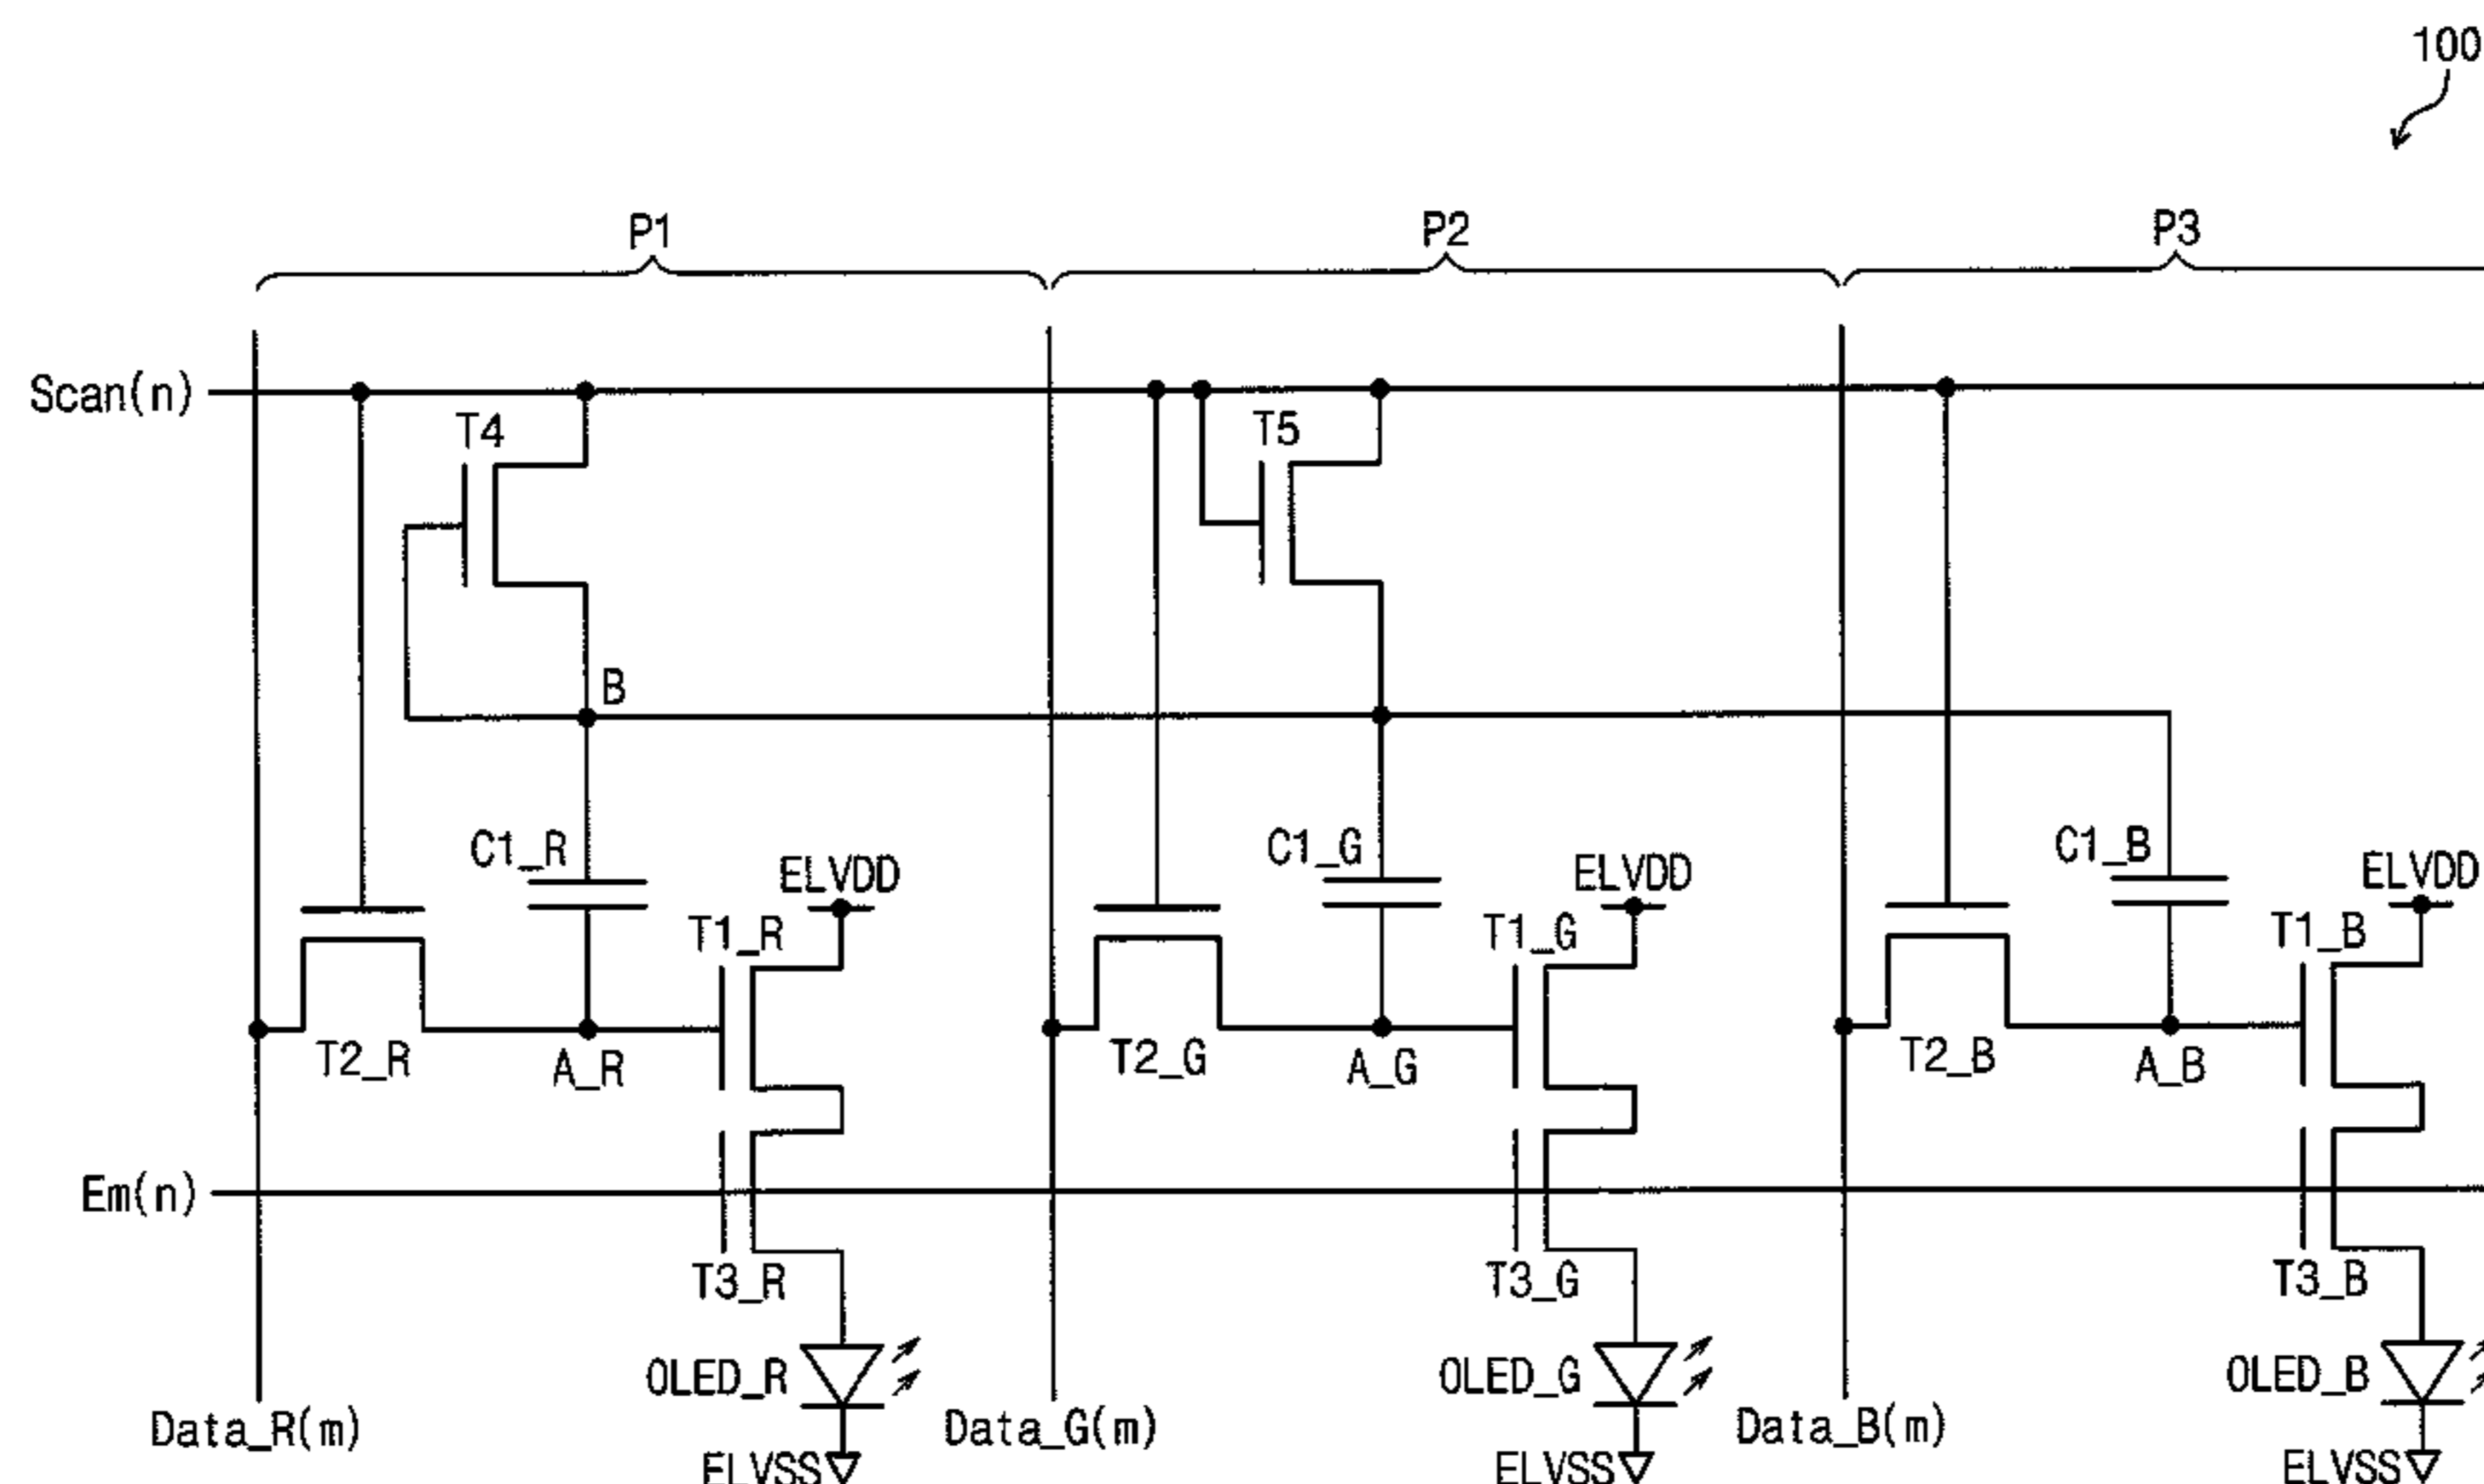 100
P1 P2 P3
Scan(n)
T4 T5
B
C1_R C1_G C1_B
ELVDD ELVDD ELVDD
T1_R T1_G T1_B
T2_R A_R T2_G A_G T2_B A_B
Em(n)
T3_R T3_G T3_B
OLED_R OLED_G OLED_B
Data_R(m) Data_G(m) Data_B(m)
ELVSS ELVSS ELVSS